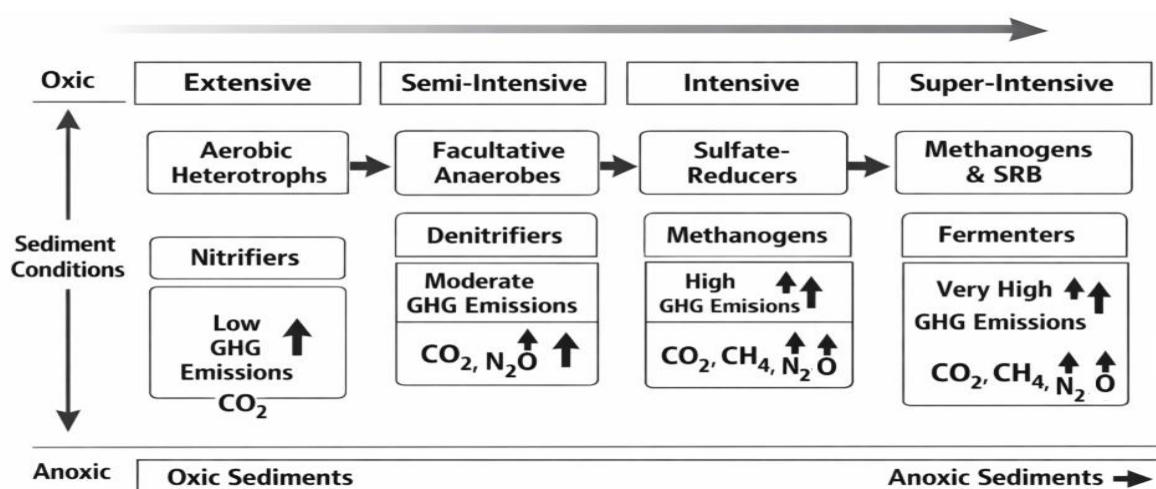 Oxic
Extensive
Semi-Intensive
Intensive
Super-Intensive
Aerobic
Heterotrophs
Facultative
Anaerobes
Sulfate-
Reducers
Methanogens
& SRB
Sediment
Conditions
Nitrifiers
Low
GHG
Emissions
CO₂
Denitrifiers
Moderate
GHG Emissions
CO₂, N₂O
Methanogens
High
GHG Emisions
CO₂, CH₄, N₂ O
Fermenters
Very High
GHG Emissions
CO₂, CH₄, N₂ O
Anoxic
Oxic Sediments
Anoxic Sediments